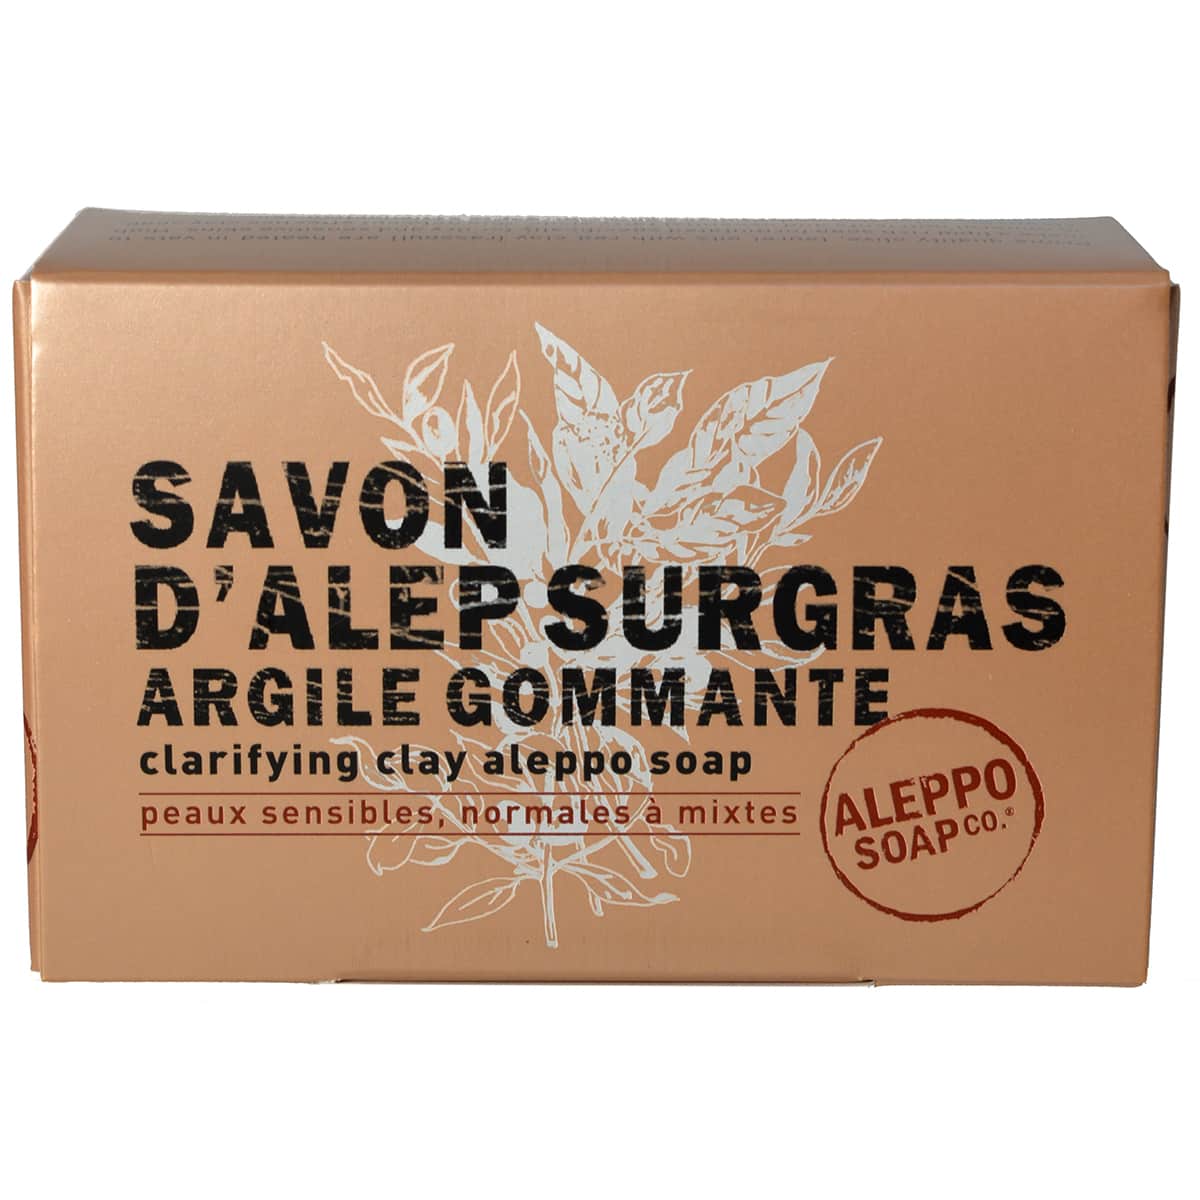 SAVON
D'ALEP SURGRAS
ARGILE GOMMANTE
clarifying clay aleppo soap
peaux sensibles, normales à mixtes
ALEPPO
SOAP CO.®